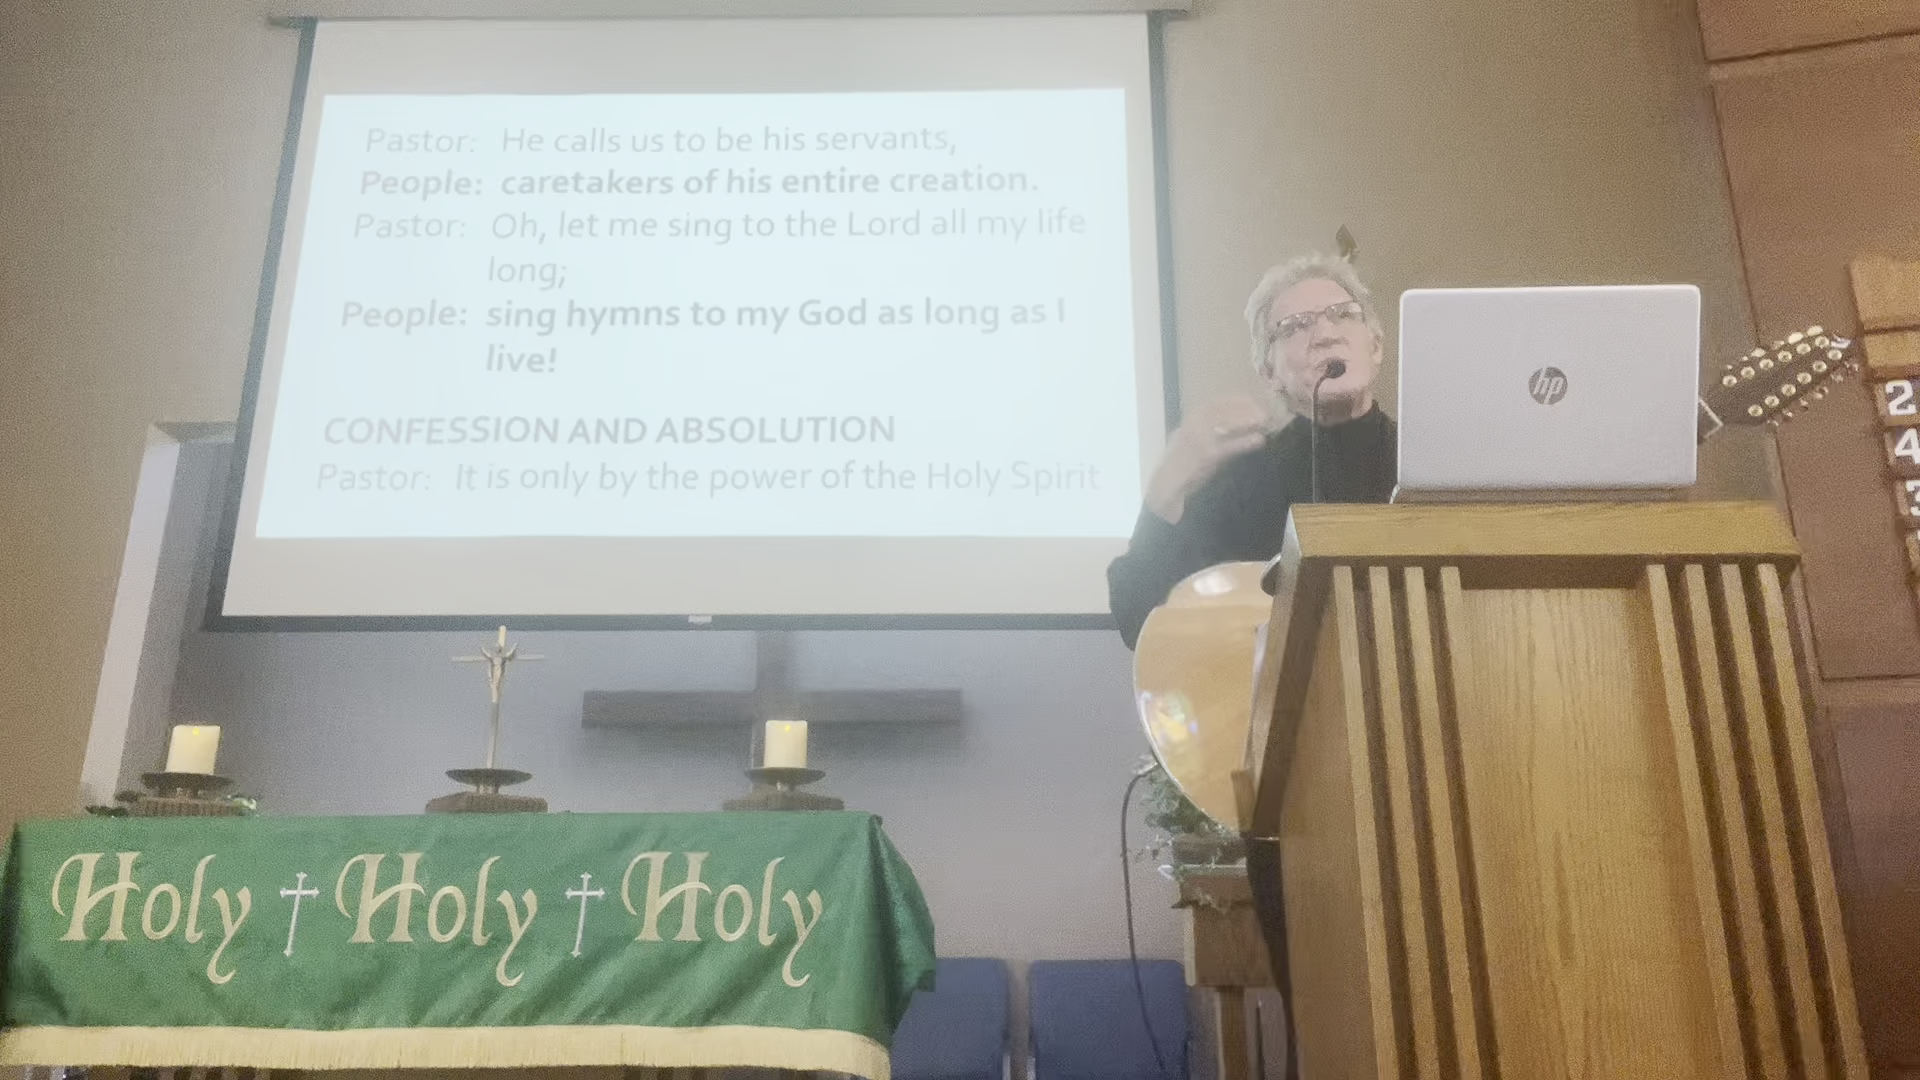 Pastor: He calls us to be his servants,
People: caretakers of his entire creation.
Pastor: Oh, let me sing to the Lord all my life
long;
People: sing hymns to my God as long as I
live!
CONFESSION AND ABSOLUTION
Pastor: It is only by the power of the Holy Spirit
hp
2
4
3
Holy † Holy † Holy